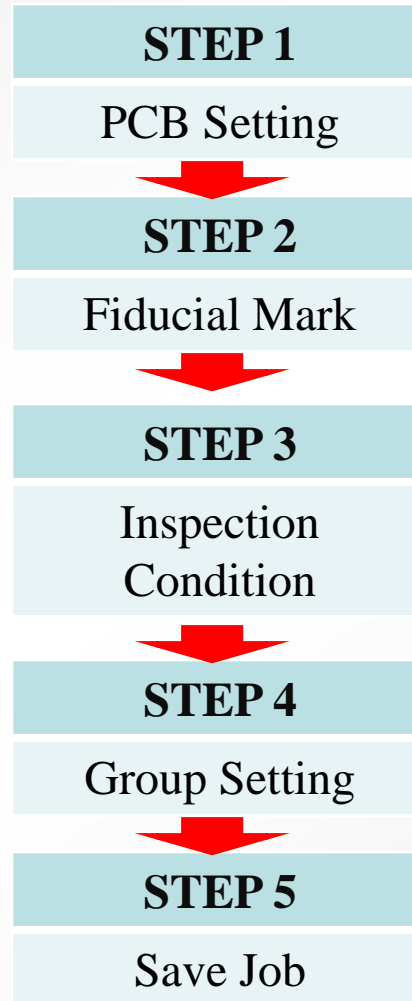 STEP 1
PCB Setting
STEP 2
Fiducial Mark
STEP 3
Inspection
Condition
STEP 4
Group Setting
STEP 5
Save Job